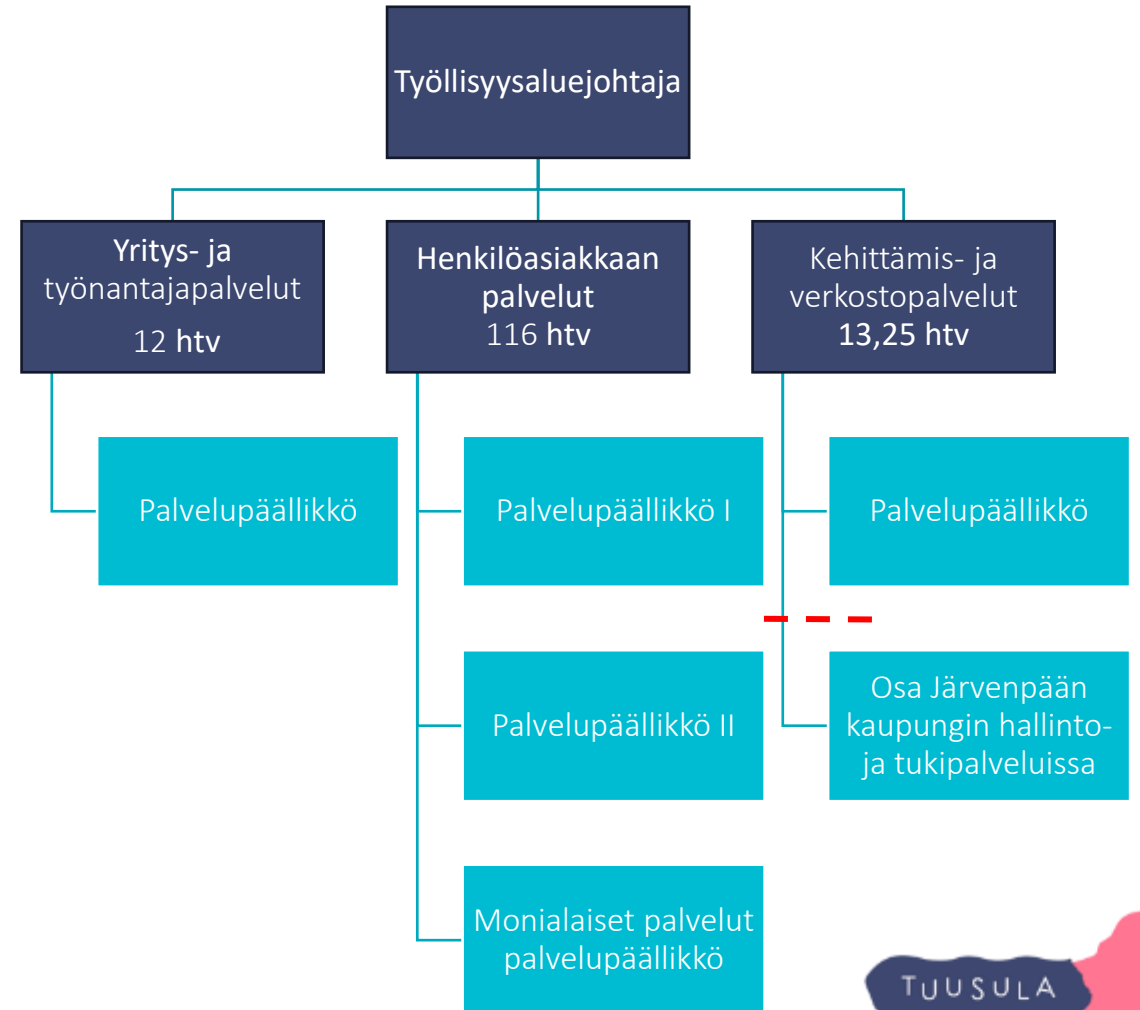 Työllisyysaluejohtaja
Yritys- ja
työnantajapalvelut
12 htv
Henkilöasiakkaan
palvelut
116 htv
Kehittämis- ja
verkostopalvelut
13,25 htv
Palvelupäällikkö
Palvelupäällikkö I
Palvelupäällikkö
Palvelupäällikkö II
Osa Järvenpään
kaupungin hallinto-
ja tukipalveluissa
Monialaiset palvelut
palvelupäällikkö
TUUSULA